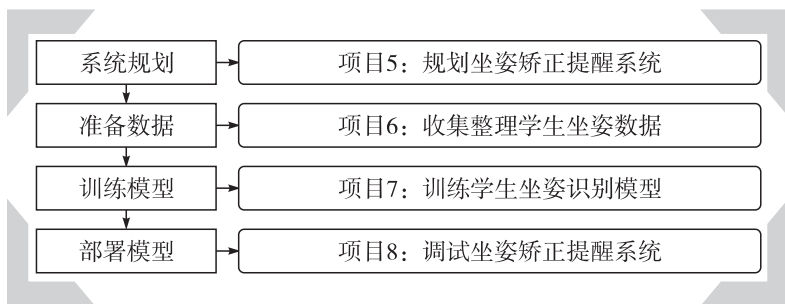 系统规划
项目5：规划坐姿矫正提醒系统
准备数据
项目6：收集整理学生坐姿数据
训练模型
项目7：训练学生坐姿识别模型
部署模型
项目8：调试坐姿矫正提醒系统